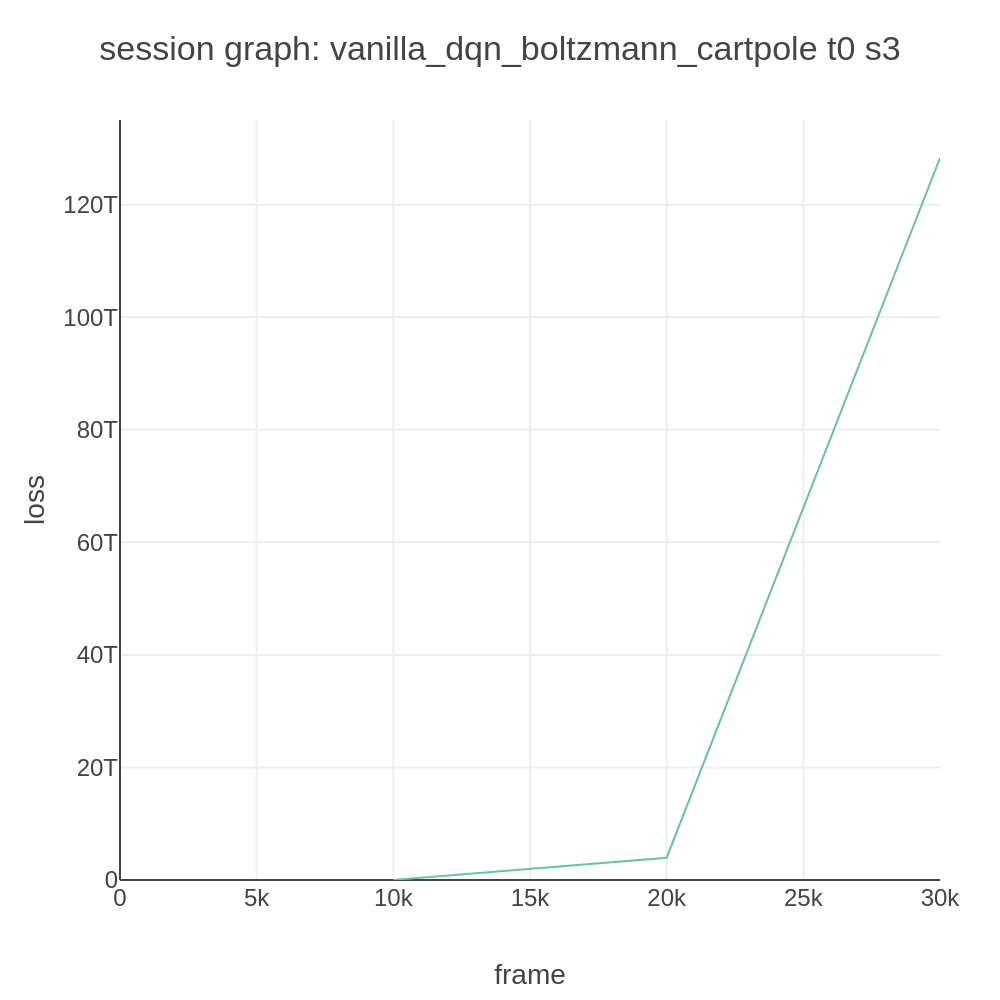 session graph: vanilla_dqn_boltzmann_cartpole t0 s3
120T
100T
80T
60T
40T
20T
0
loss
0 5k 10k 15k 20k 25k 30k
frame